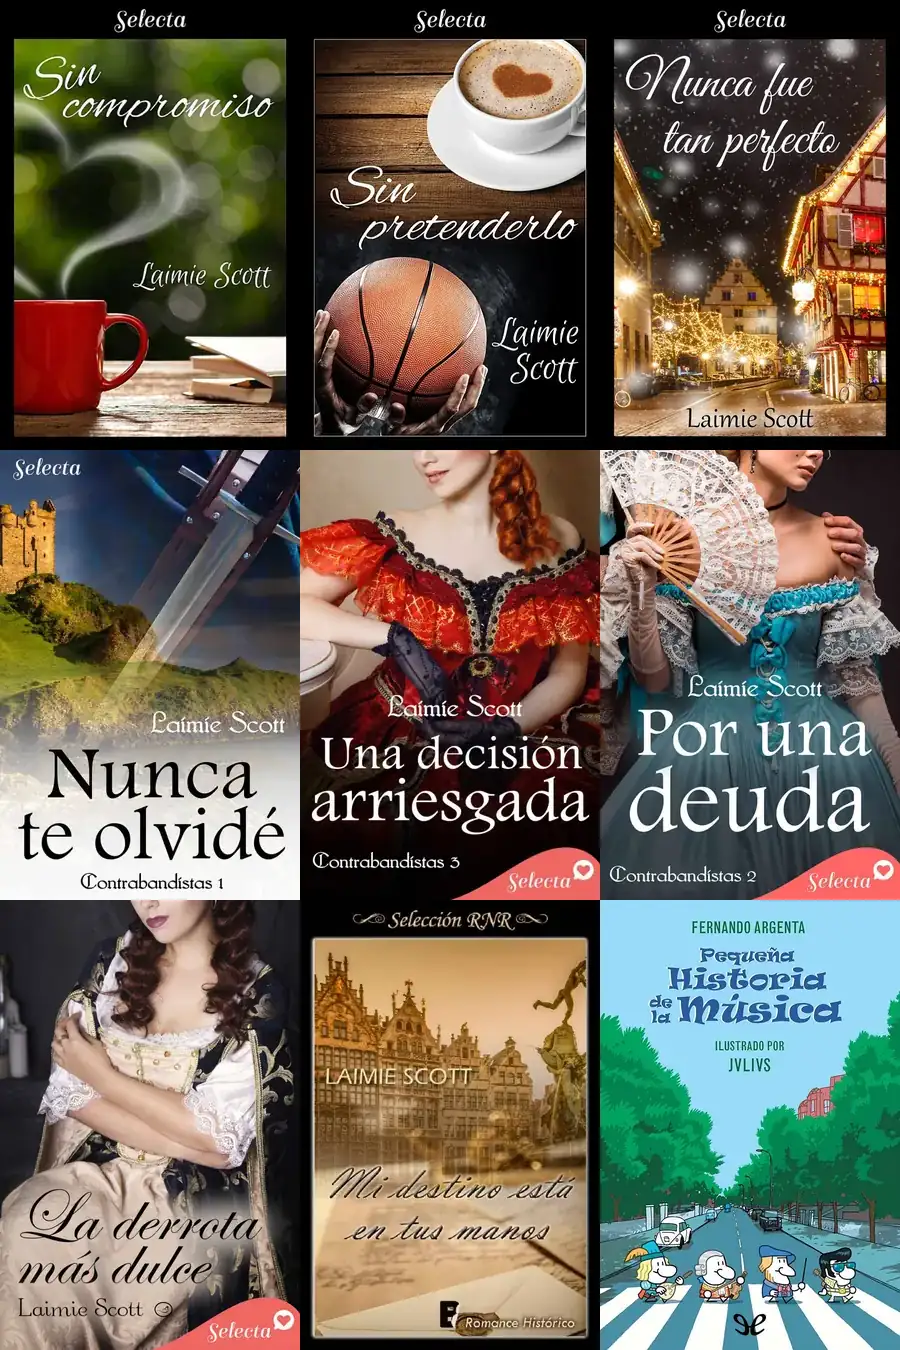 Selecta
Sin
compromiso
Laimie Scott
Selecta
Sin
pretenderlo
Laimie
Scott
Selecta
Nunca fue
tan perfecto
Laimie Scott
Selecta
Laimie Scott
Nunca
te olvidé
Contrabandistas 1
Laimie Scott
Una decisión
arriesgada
Contrabandistas 3
Selecta
Laimie Scott
Por una
deuda
Contrabandistas 2
Selecta
La derrota
más dulce
Laimie Scott
Selecta
Selección RNR
LAIMIE SCOTT
Mi destino está
en tus manos
B
Romance Histórico
FERNANDO ARGENTA
Pequeña
Historia
de la Música
ILUSTRADO POR
JVLIVS